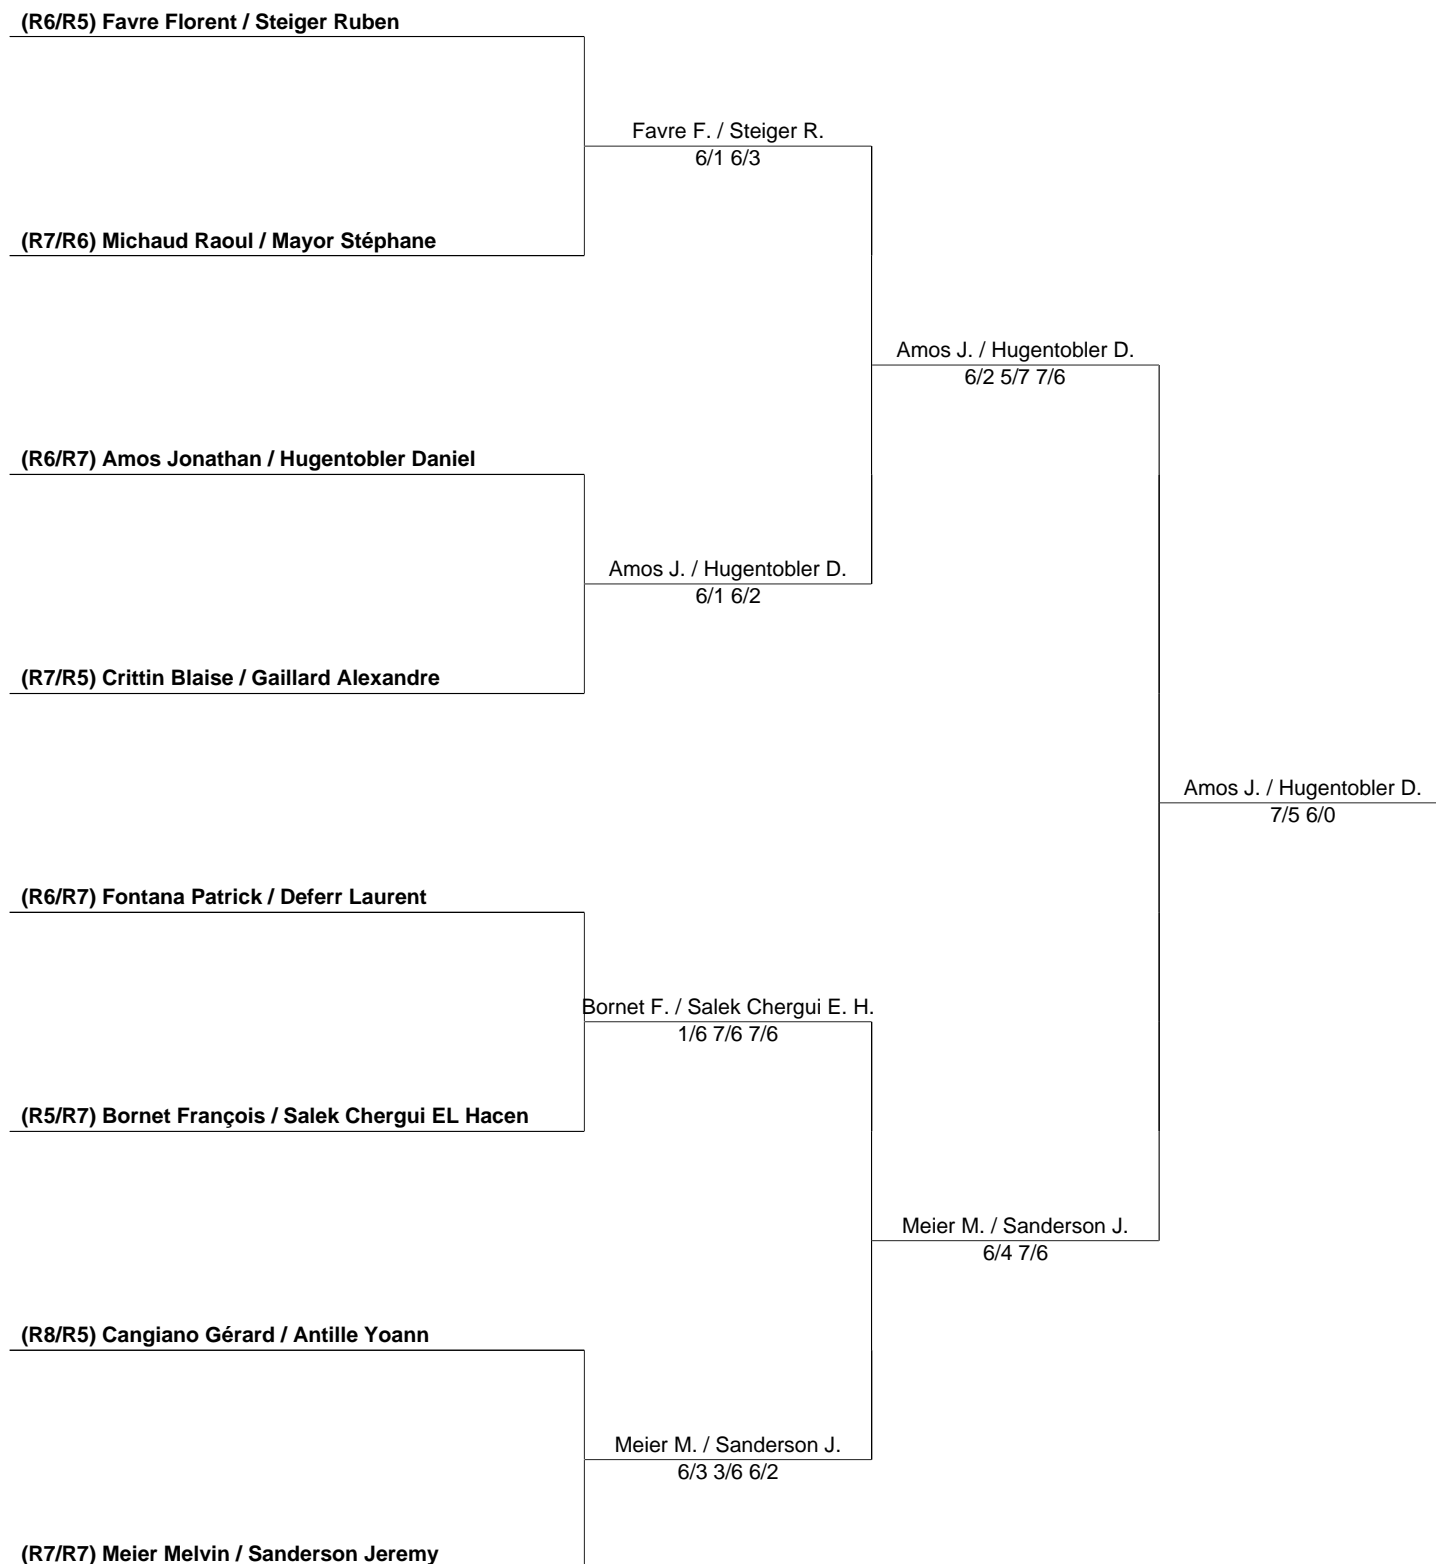 (R6/R5) Favre Florent / Steiger Ruben
Favre F. / Steiger R.
6/1 6/3
(R7/R6) Michaud Raoul / Mayor Stéphane
Amos J. / Hugentobler D.
6/2 5/7 7/6
(R6/R7) Amos Jonathan / Hugentobler Daniel
Amos J. / Hugentobler D.
6/1 6/2
(R7/R5) Crittin Blaise / Gaillard Alexandre
Amos J. / Hugentobler D.
7/5 6/0
(R6/R7) Fontana Patrick / Deferr Laurent
Bornet F. / Salek Chergui E. H.
1/6 7/6 7/6
(R5/R7) Bornet François / Salek Chergui EL Hacen
Meier M. / Sanderson J.
6/4 7/6
(R8/R5) Cangiano Gérard / Antille Yoann
Meier M. / Sanderson J.
6/3 3/6 6/2
(R7/R7) Meier Melvin / Sanderson Jeremy